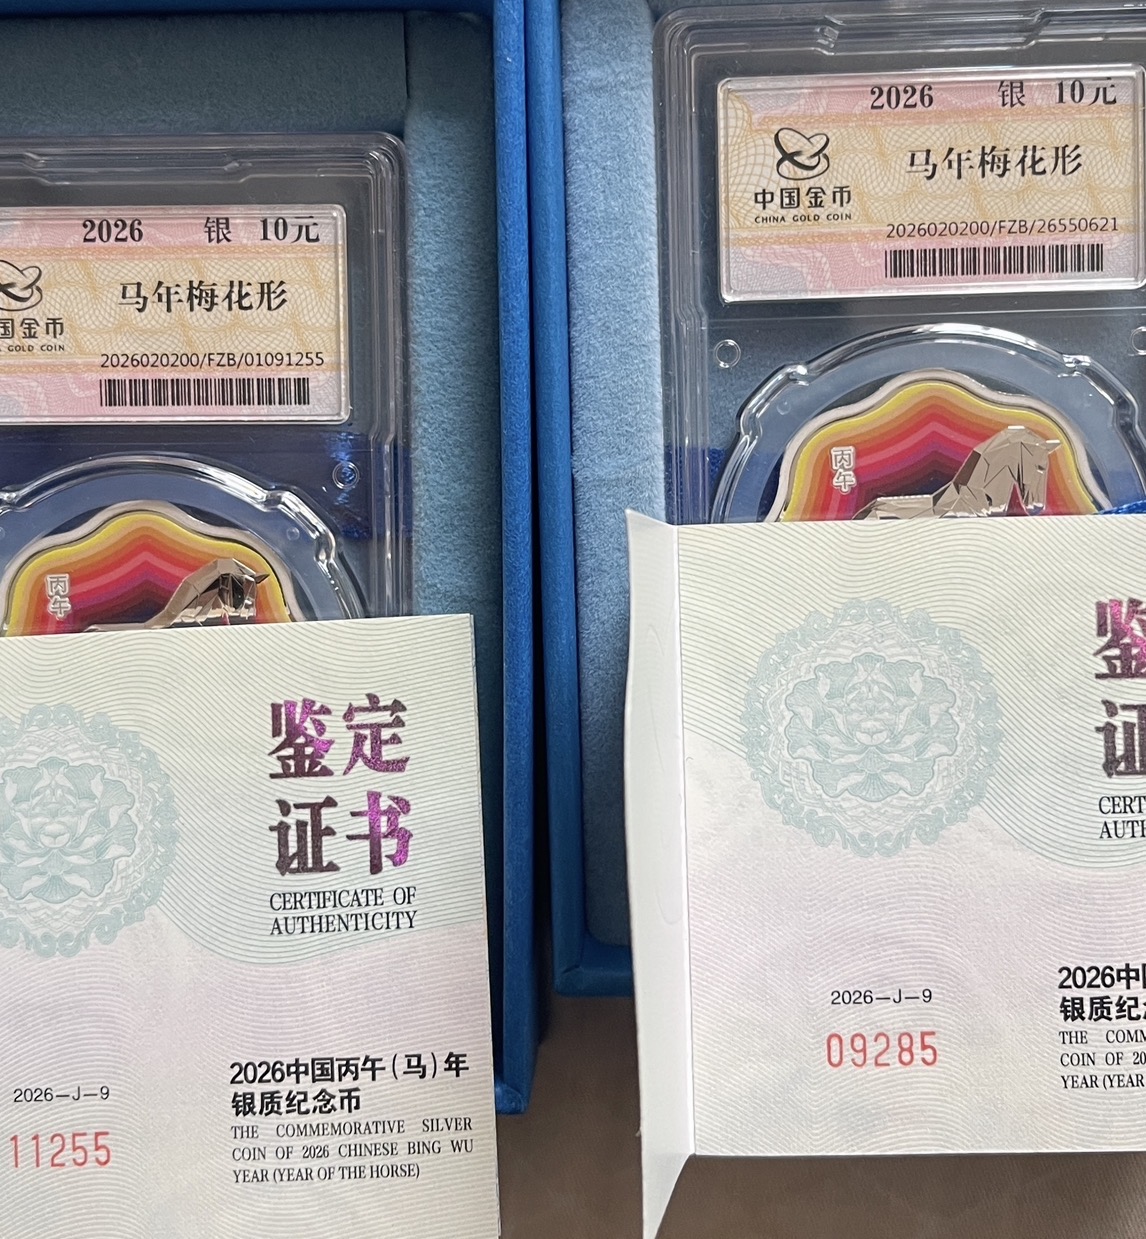 2026 银 10元
马年梅花形
国金币
GOLD COIN
2026020200/FZB/01091255
丙午
鉴定
证书
CERTIFICATE OF
AUTHENTICITY
2026-J-9
11255
2026中国丙午(马)年
银质纪念币
THE COMMEMORATIVE SILVER
COIN OF 2026 CHINESE BING WU
YEAR (YEAR OF THE HORSE)
2026 银 10元
中国金币
CHINA GOLD COIN
马年梅花形
2026020200/FZB/26550621
丙午
鉴
证
CERT
AUTH
2026-J-9
09285
2026中
银质纪
THE COMM
COIN OF 20
YEAR (YEAR